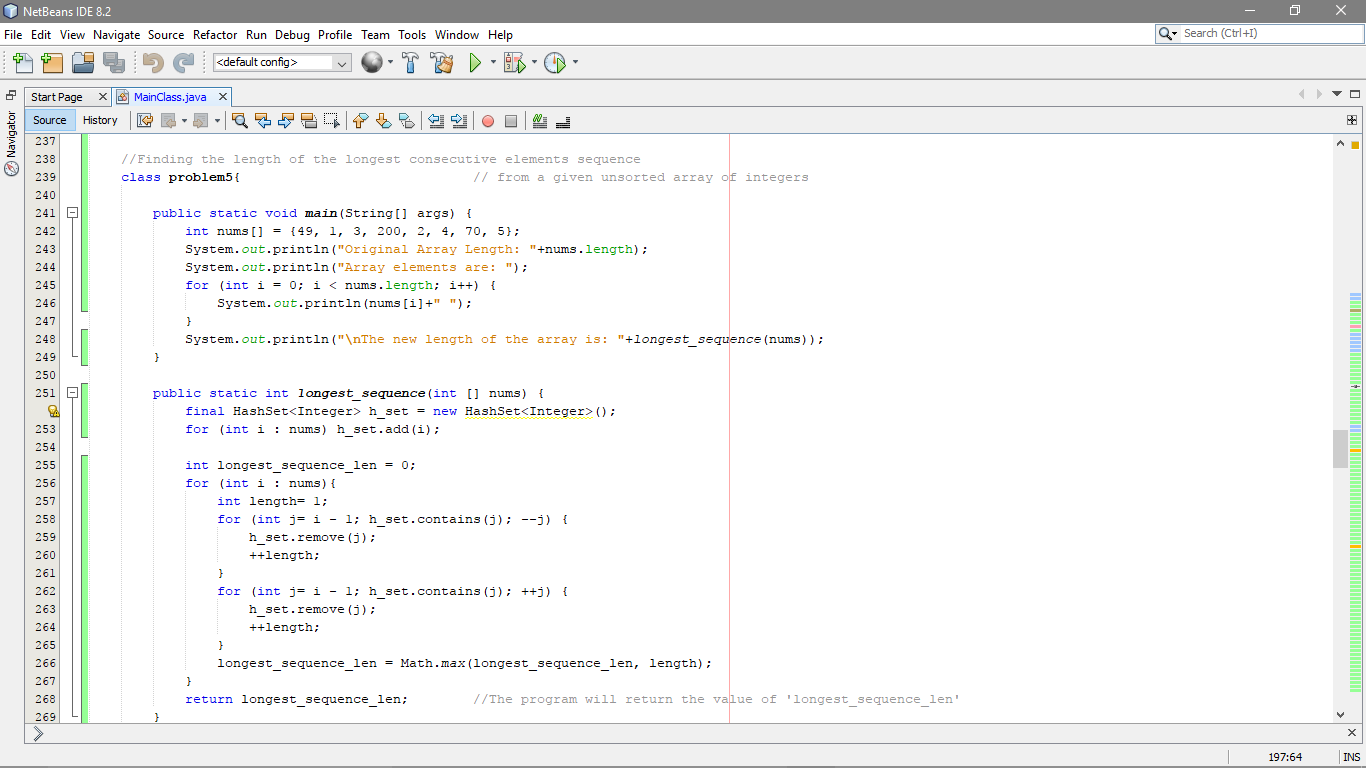 NetBeans IDE 8.2
File Edit View Navigate Source Refactor Run Debug Profile Team Tools Window Help
Search (Ctrl+I)
<default config>
Start Page MainClass.java
Navigator
Source History
237
238 //Finding the length of the longest consecutive elements sequence
239 class problem5{ // from a given unsorted array of integers
240
241 public static void main(String[] args) {
242 int nums[] = {49, 1, 3, 200, 2, 4, 70, 5};
243 System.out.println("Original Array Length: "+nums.length);
244 System.out.println("Array elements are: ");
245 for (int i = 0; i < nums.length; i++) {
246 System.out.println(nums[i]+" ");
247 }
248 System.out.println("\nThe new length of the array is: "+longest_sequence(nums));
249 }
250
251 public static int longest_sequence(int [] nums) {
final HashSet<Integer> h_set = new HashSet<Integer>();
253 for (int i : nums) h_set.add(i);
254
255 int longest_sequence_len = 0;
256 for (int i : nums){
257 int length= 1;
258 for (int j= i - 1; h_set.contains(j); --j) {
259 h_set.remove(j);
260 ++length;
261 }
262 for (int j= i - 1; h_set.contains(j); ++j) {
263 h_set.remove(j);
264 ++length;
265 }
266 longest_sequence_len = Math.max(longest_sequence_len, length);
267 }
268 return longest_sequence_len; //The program will return the value of 'longest_sequence_len'
269 }
197:64 INS